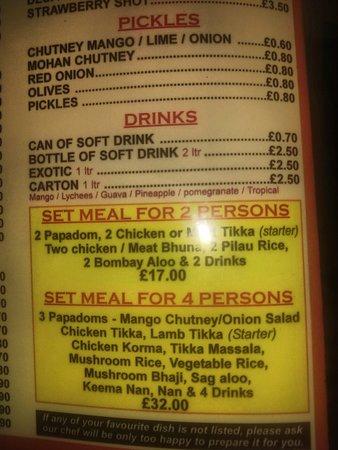 STRAWBERRY SHOT £3.50
PICKLES
CHUTNEY MANGO / LIME / ONION £0.60
MOHAN CHUTNEY £0.80
RED ONION £0.80
OLIVES £0.80
PICKLES £0.80
DRINKS
CAN OF SOFT DRINK £0.70
BOTTLE OF SOFT DRINK 2 ltr £2.50
EXOTIC 1 ltr £2.50
CARTON 1 ltr £2.50
Mango / Lychees / Guava / Pineapple / pomegranate / Tropical
SET MEAL FOR 2 PERSONS
2 Papadom, 2 Chicken or Tikka (starter)
Two chicken / Meat Bhuna, 2 Pilau Rice,
2 Bombay Aloo & 2 Drinks
£17.00
SET MEAL FOR 4 PERSONS
3 Papadoms - Mango Chutney/Onion Salad
Chicken Tikka, Lamb Tikka (Starter)
Chicken Korma, Tikka Massala,
Mushroom Rice, Vegetable Rice,
Mushroom Bhaji, Sag aloo,
Keema Nan, Nan & 4 Drinks
£32.00
If any of your favourite dish is not listed, please ask
our chef will be only too happy to prepare it for you.